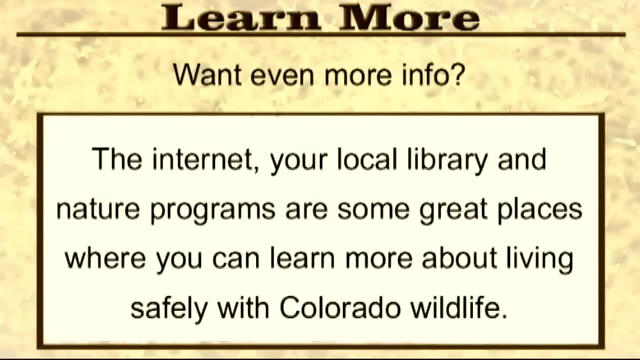 Learn More
Want even more info?
The internet, your local library and
nature programs are some great places
where you can learn more about living
safely with Colorado wildlife.